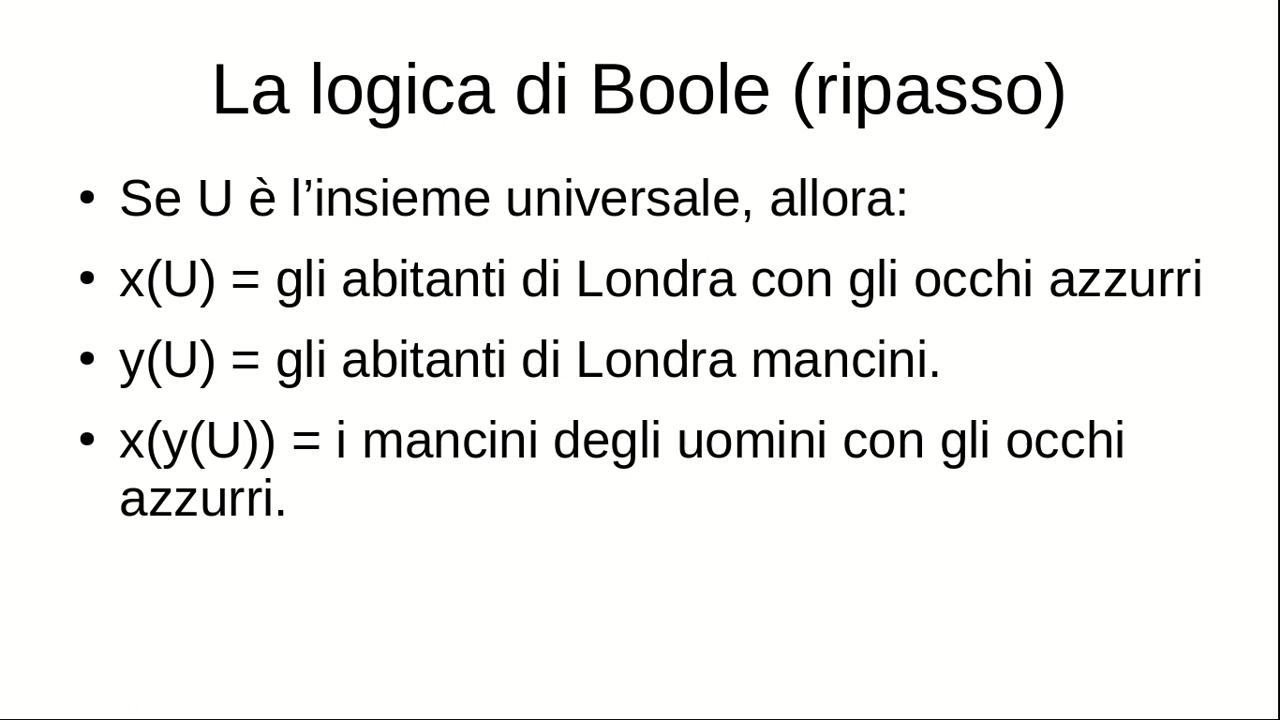 La logica di Boole (ripasso)
• Se U è l’insieme universale, allora:
• x(U) = gli abitanti di Londra con gli occhi azzurri
• y(U) = gli abitanti di Londra mancini.
• x(y(U)) = i mancini degli uomini con gli occhi
azzurri.